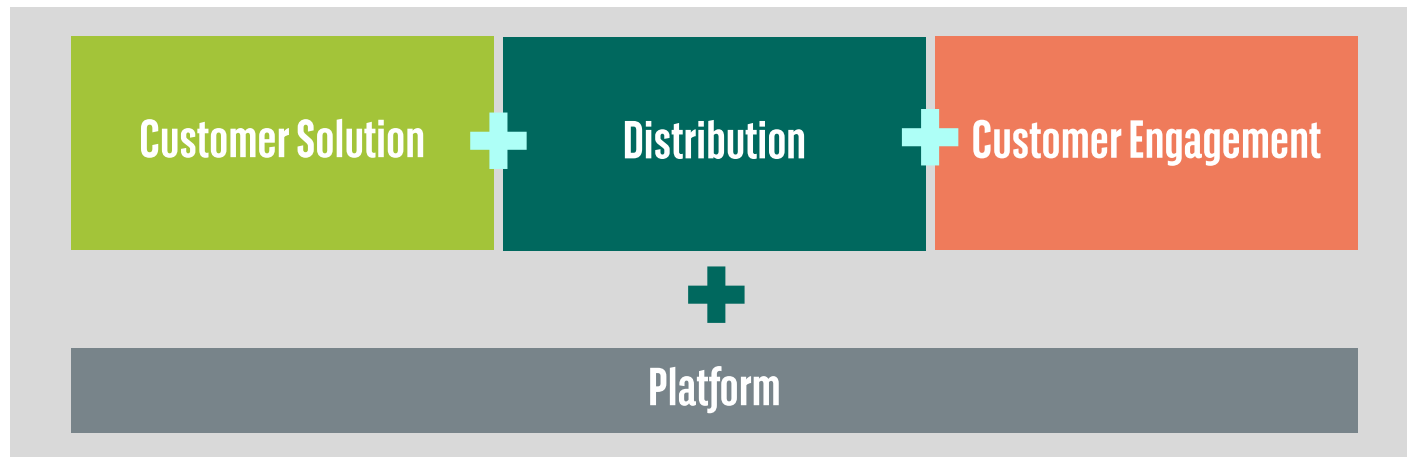 Customer Solution
Distribution
Customer Engagement
Platform